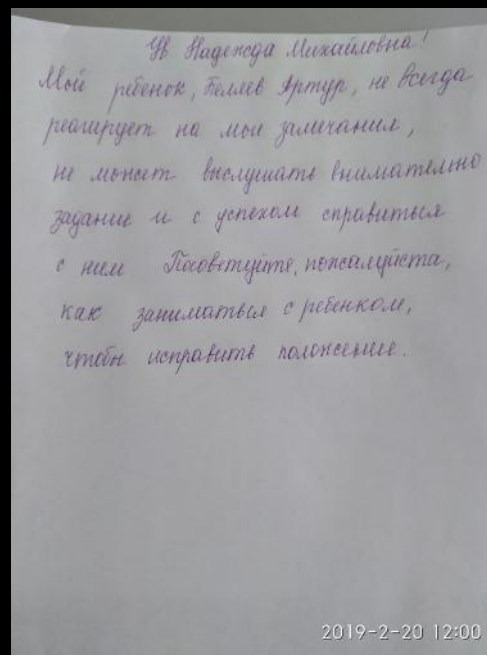 Ув Надежда Михайловна!
Мой ребенок, Беляев Артур, не всегда
реагирует на мои замечания,
не может выслушать внимательно
задание и с успехом справиться
с ним Посоветуйте, пожалуйста,
как заниматься с ребенком,
чтобы исправить положение.
2019-2-20 12:00